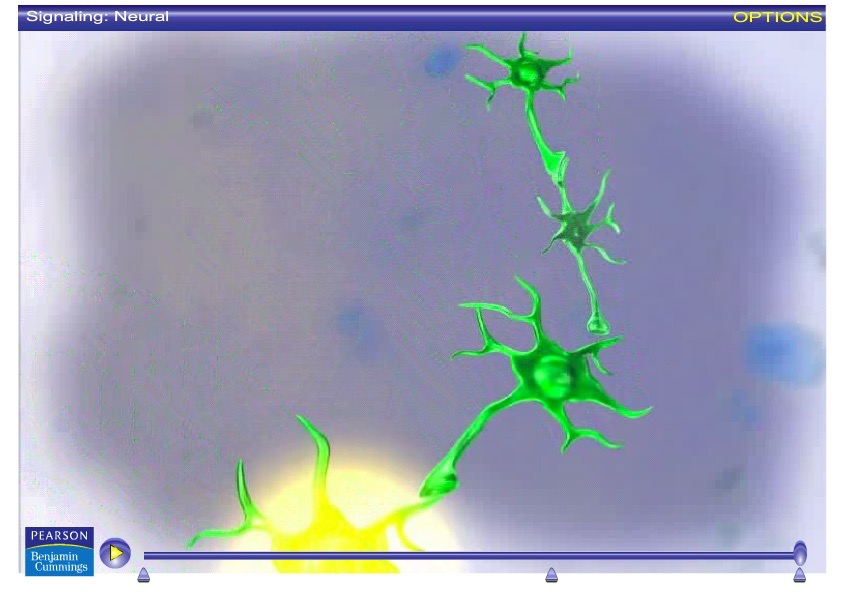 Signaling: Neural
OPTIONS
PEARSON
Benjamin
Cummings